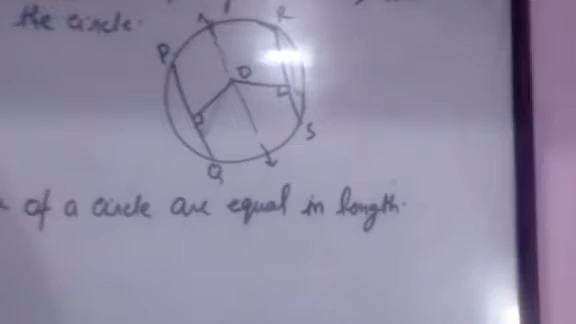 the circle.
R
P
O
S
Q
of a circle are equal in length.